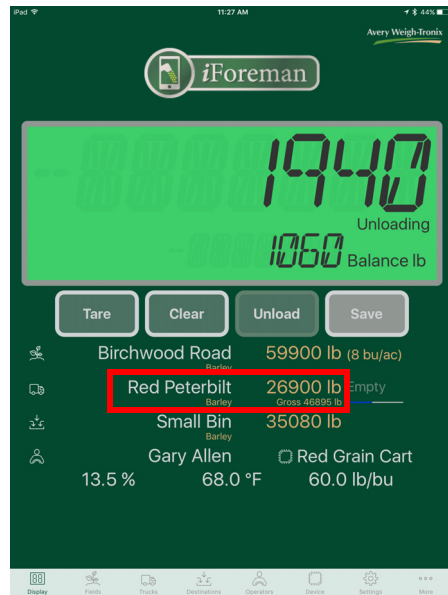 iPad 11:27 AM 44%
Avery Weigh-Tronix
iForeman
1940
Unloading
1060 Balance lb
Tare Clear Unload Save
Birchwood Road 59900 lb (8 bu/ac)
Barley
Red Peterbilt 26900 lb Empty
Barley Gross 46895 lb
Small Bin 35080 lb
Barley
Gary Allen Red Grain Cart
13.5 % 68.0 °F 60.0 lb/bu
88
Display Fields Trucks Destinations Operators Device Settings More